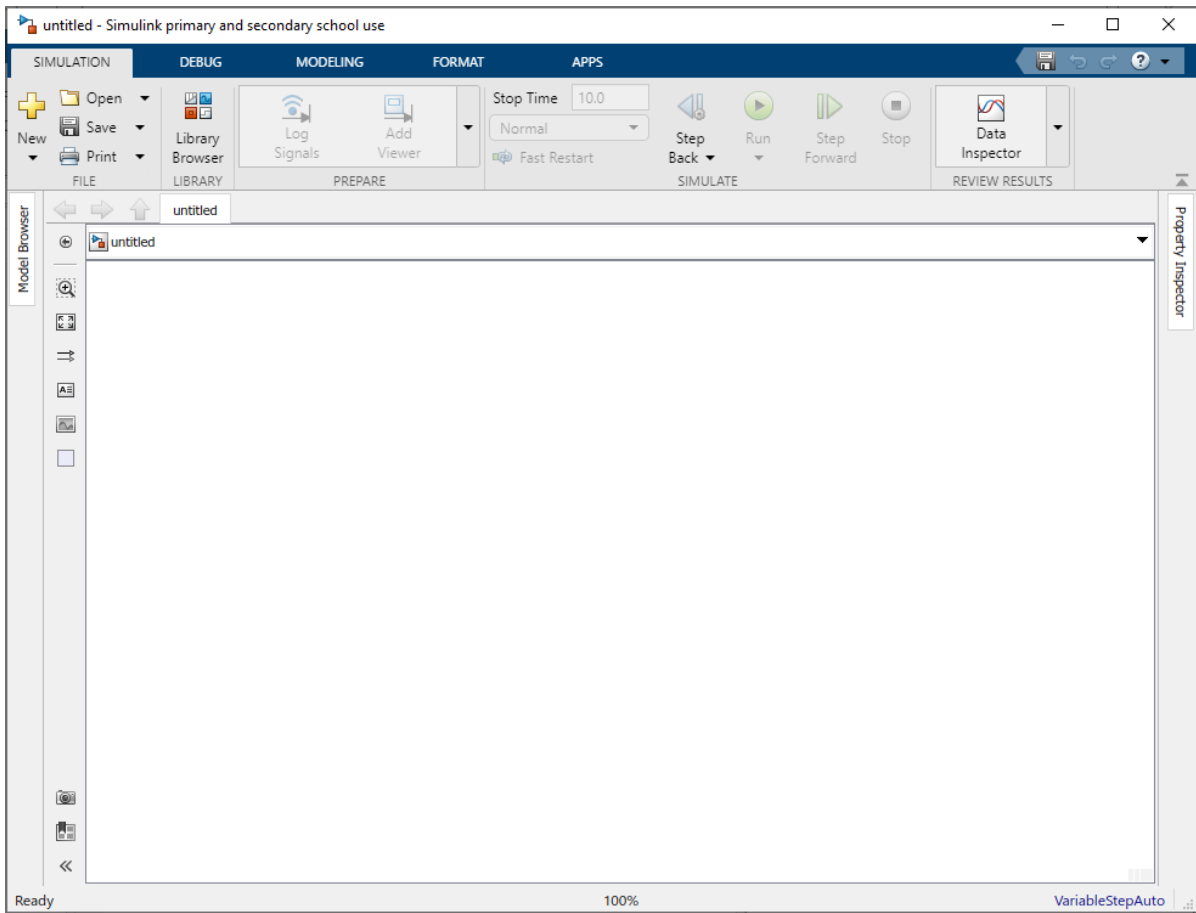 untitled - Simulink primary and secondary school use
SIMULATION DEBUG MODELING FORMAT APPS
New
Open
Save
Print
FILE
Library
Browser
LIBRARY
Log
Signals
Add
Viewer
PREPARE
Stop Time 10.0
Normal
Fast Restart
Step
Back
Run
Step
Forward
Stop
SIMULATE
Data
Inspector
REVIEW RESULTS
Model Browser
untitled
untitled
Property Inspector
Ready 100% VariableStepAuto